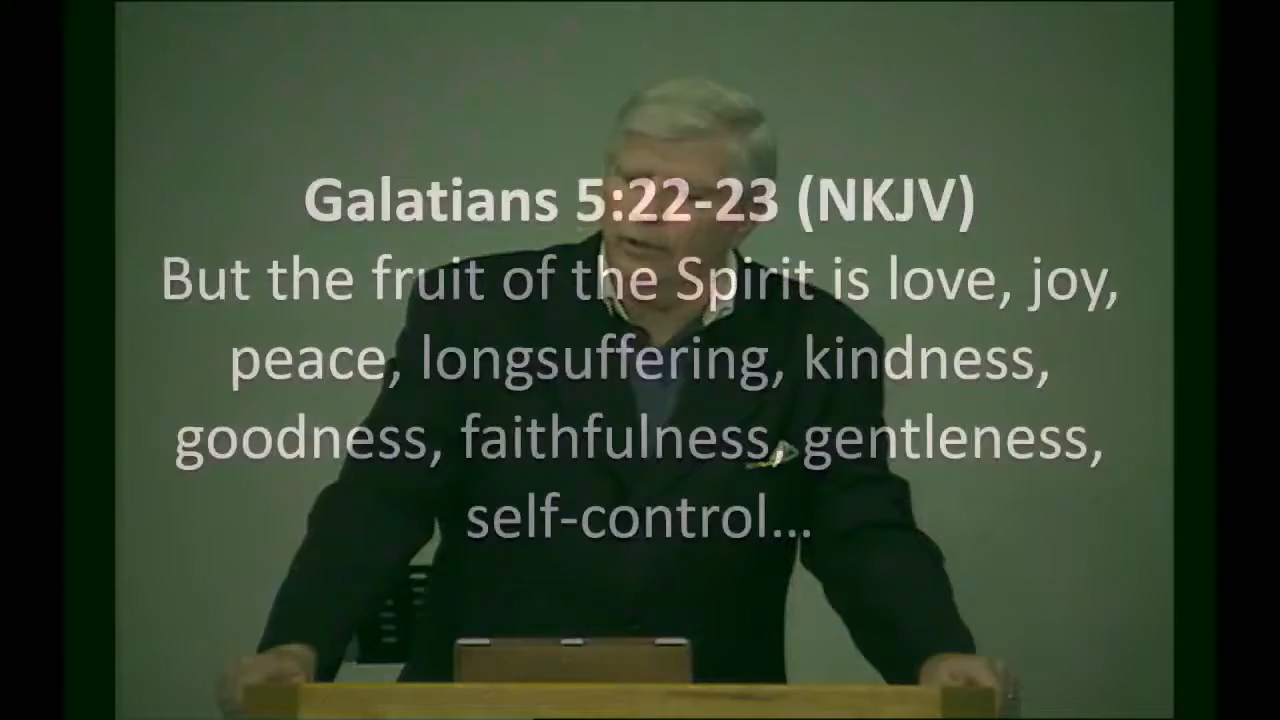 Galatians 5:22-23 (NKJV)
But the fruit of the Spirit is love, joy,
peace, longsuffering, kindness,
goodness, faithfulness, gentleness,
self-control...